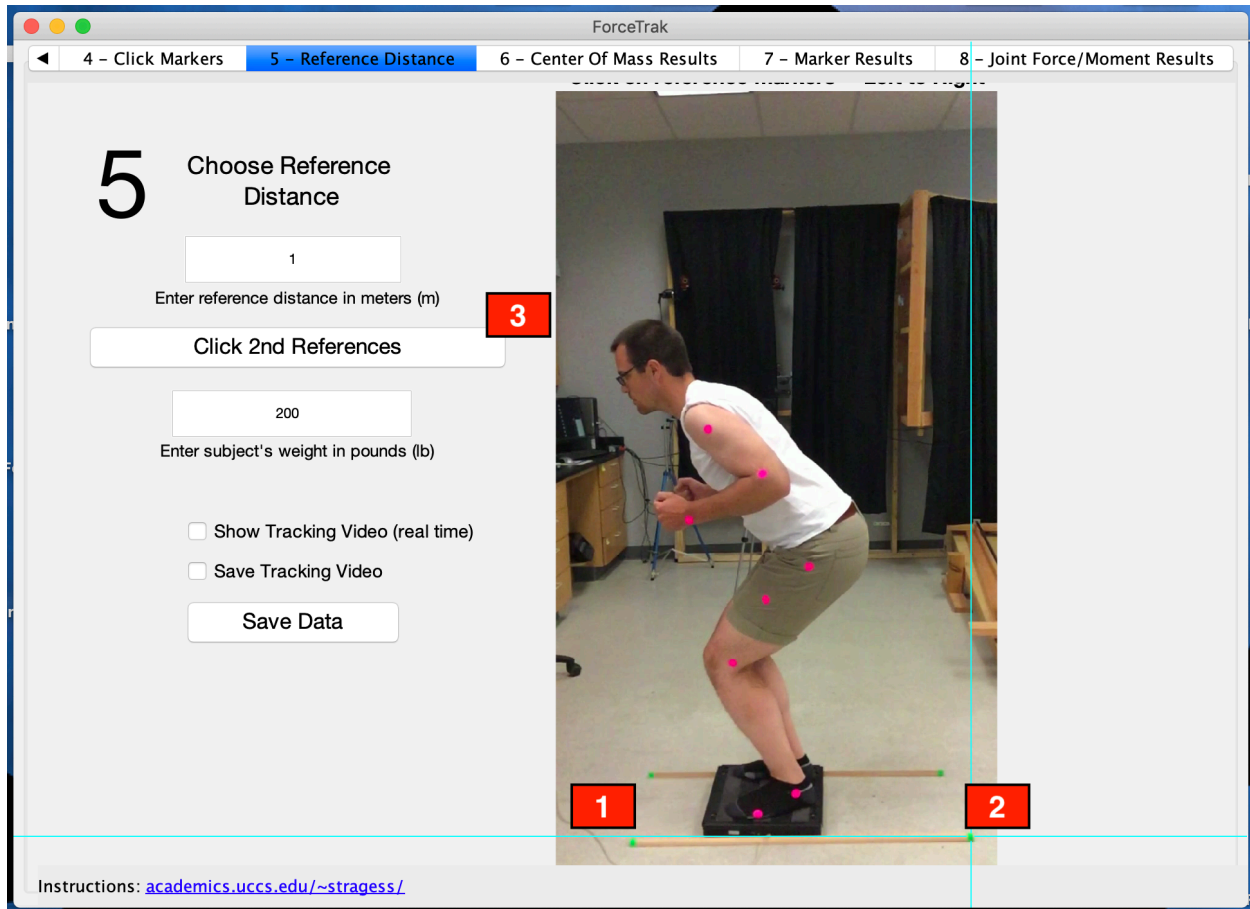 ForceTrak
4 – Click Markers
5 – Reference Distance
6 – Center Of Mass Results
7 – Marker Results
8 – Joint Force/Moment Results
5
Choose Reference
Distance
1
Enter reference distance in meters (m)
3
Click 2nd References
200
Enter subject's weight in pounds (lb)
Show Tracking Video (real time)
Save Tracking Video
Save Data
1
2
Instructions: academics.uccs.edu/~stragess/